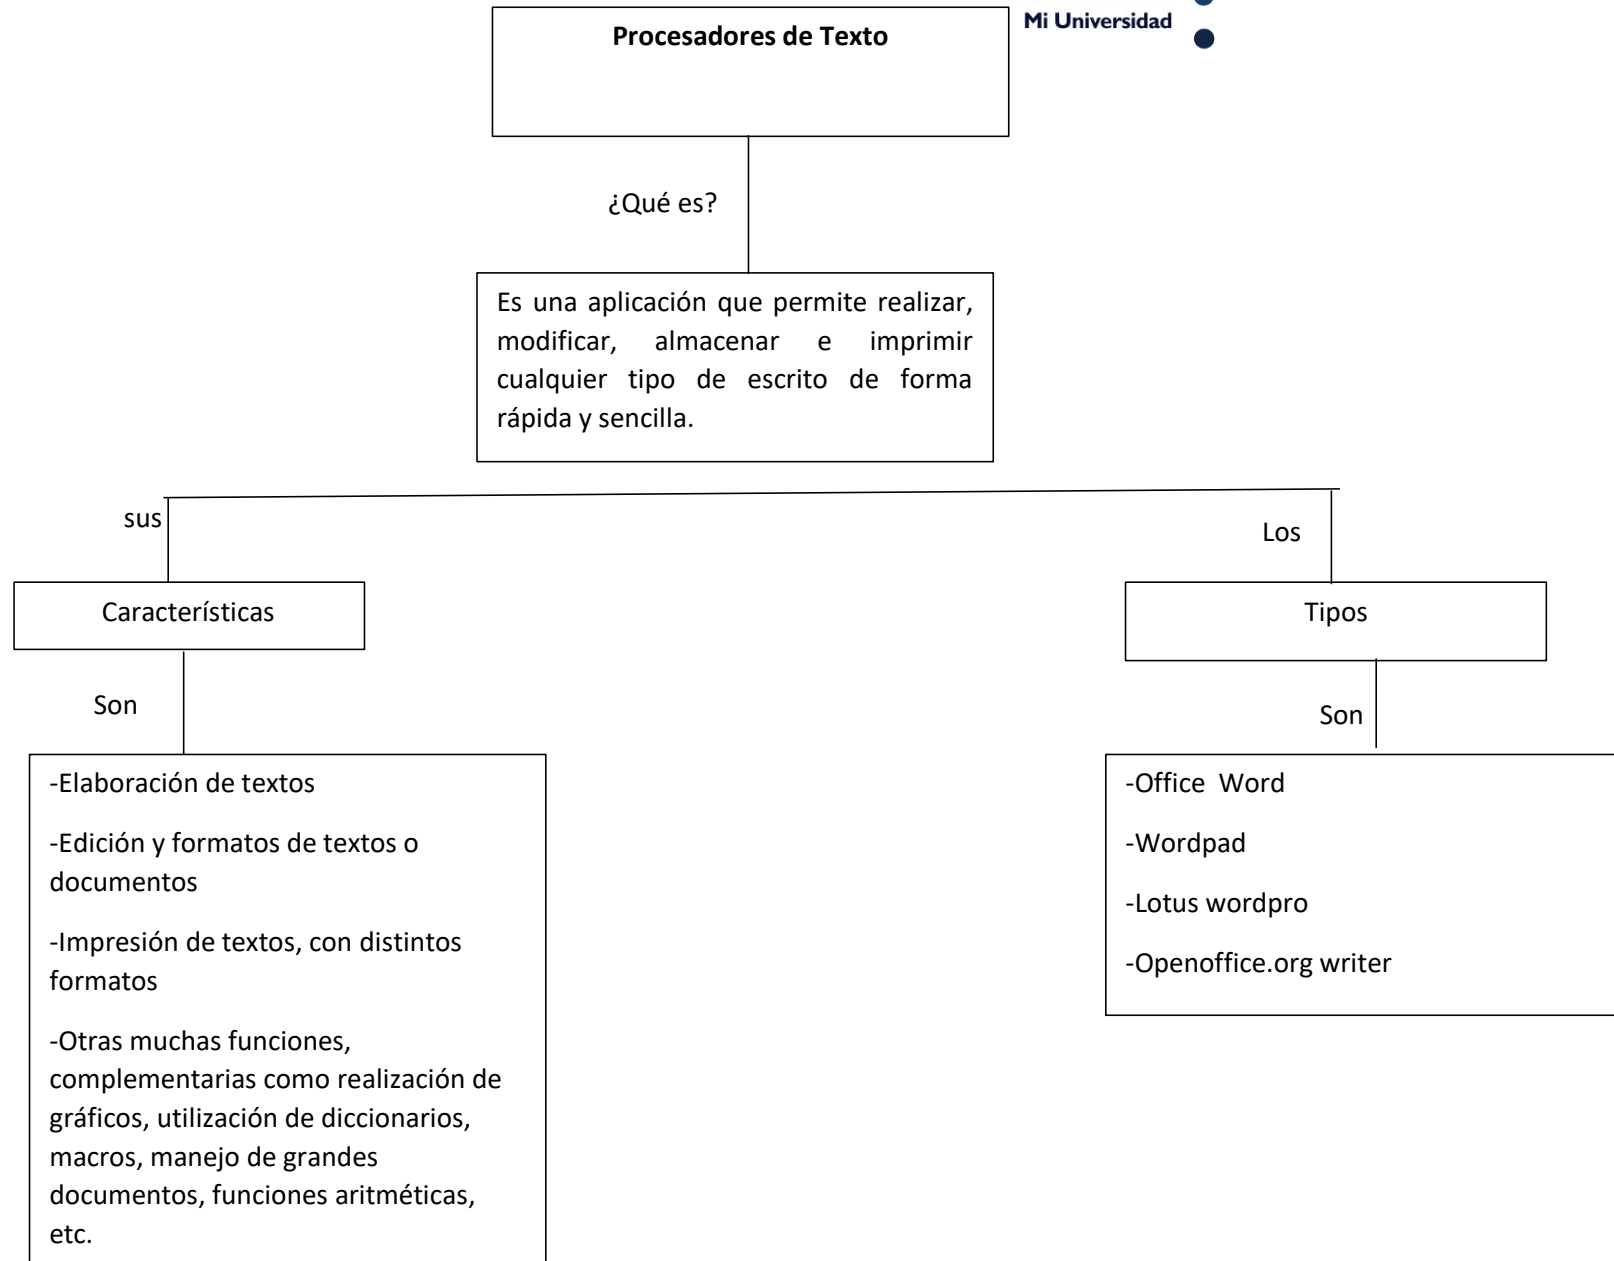 Mi Universidad
Procesadores de Texto
¿Qué es?
Es una aplicación que permite realizar,
modificar, almacenar e imprimir
cualquier tipo de escrito de forma
rápida y sencilla.
sus
Los
Característícas
Tipos
Son
Son
-Elaboración de textos
-Edición y formatos de textos o
documentos
-Impresión de textos, con distintos
formatos
-Otras muchas funciones,
complementarias como realización de
gráficos, utilización de diccionarios,
macros, manejo de grandes
documentos, funciones aritméticas,
etc.
-Office  Word
-Wordpad
-Lotus wordpro
-Openoffice.org writer